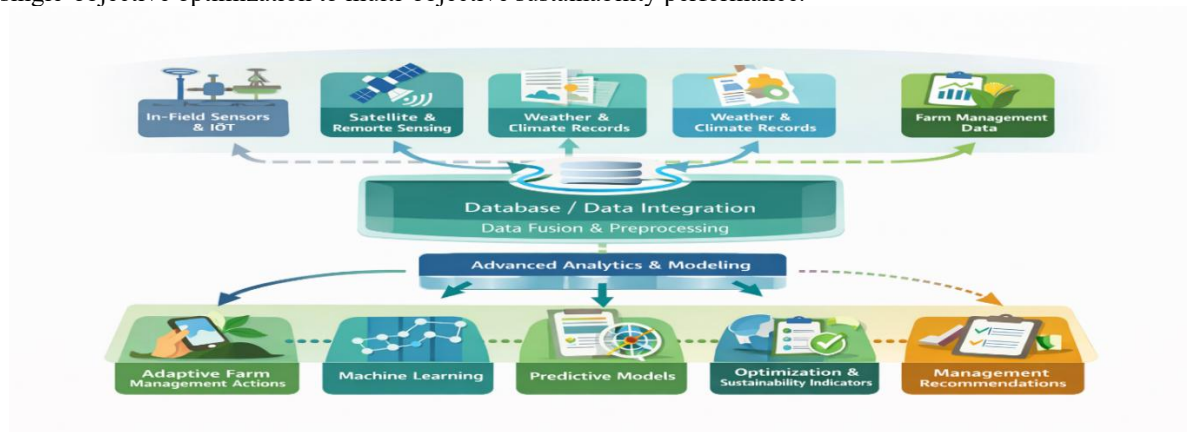 single-objective optimization to multi-objective sustainability performance.
In-Field Sensors
& IÖT
Satellite &
Remorte Sensing
Weather &
Climate Records
Weather &
Climate Records
Farm Management
Data
Database / Data Integration
Data Fusion & Preprocessing
Advanced Analytics & Modeling
Adaptive Farm
Management Actions
Machine Learning
Predictive Models
Optimization &
Sustainability Indicators
Management
Recommendations